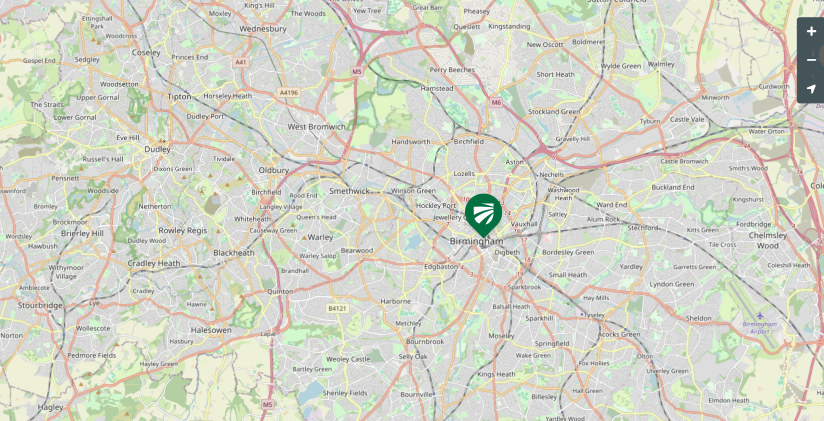 Ettingshall
Park
Woodcross
Moxley
King's Hill
The Woods
Yew Tree
Great Barr
Pheasey
Sutton Coldfield
Wednesbury
Queslett
Kingstanding
Coseley
New Oscott
Boldmere
Gospel End
Sedgley
Princes End
A41
M5
Perry Beeches
Wylde Green
Walmley
Short Heath
Curdworth
Woodsetton
Upper Gornal
The Straits
Lower Gornal
Tipton
Horseley Heath
A4196
Hamstead
M6
Minworth
Dudley Port
Stockland Green
Tyburn
Castle Vale
Water Orton
West Bromwich
Eve Hill
Dudley
Handsworth
Birchfield
Gravelly Hill
Russell's Hall
Dixons Green
Tividale
Oldbury
Aston
Castle Bromwich
Pensnett
Lozells
Nechells
Smith's Wood
Woodside
Birchfield
Rood End
Smethwick
Winson Green
Washwood
Heath
Buckland End
Netherton
Langley Village
Hockley Port
Ward End
Kingshurst
Wordsley
Brockmoor
Whiteheath
Queen's Head
Jewellery
Saltley
Alum Rock
Stechford
Fordbridge
Hawbush
Brierley Hill
Rowley Regis
Causeway Green
Warley
Vauxhall
Kitts Green
Chelmsley
Wood
Dudley Wood
Birmingham
Tile Cross
Blackheath
Warley Salop
Bearwood
Digbeth
Bordesley Green
Withymoor
Village
Cradley Heath
Brandhall
Edgbaston
Small Heath
Yardley
Garretts Green
Coleshill Heath
Amblecote
Cradley
Quinton
Sparkbrook
Lyndon Green
Lye
Hawne
Harborne
Hay Mills
Stourbridge
B4121
Balsall Heath
Sparkhill
Tyseley
Sheldon
Birmingham
Airport
Norton
Wollescote
Halesowen
Lapal
Metchley
Acocks Green
Hasbury
Bournbrook
Moseley
Springfield
Pedmore Fields
Hayley Green
Woolley Castle
Selly Oak
Wake Green
Olton
Bartley Green
Fox Hollies
Ulverley Green
Kings Heath
Shenley Fields
Bournville
Hall Green
Billesley
Elmdon Heath
Hagley
M5
Yardley Wood
+
−